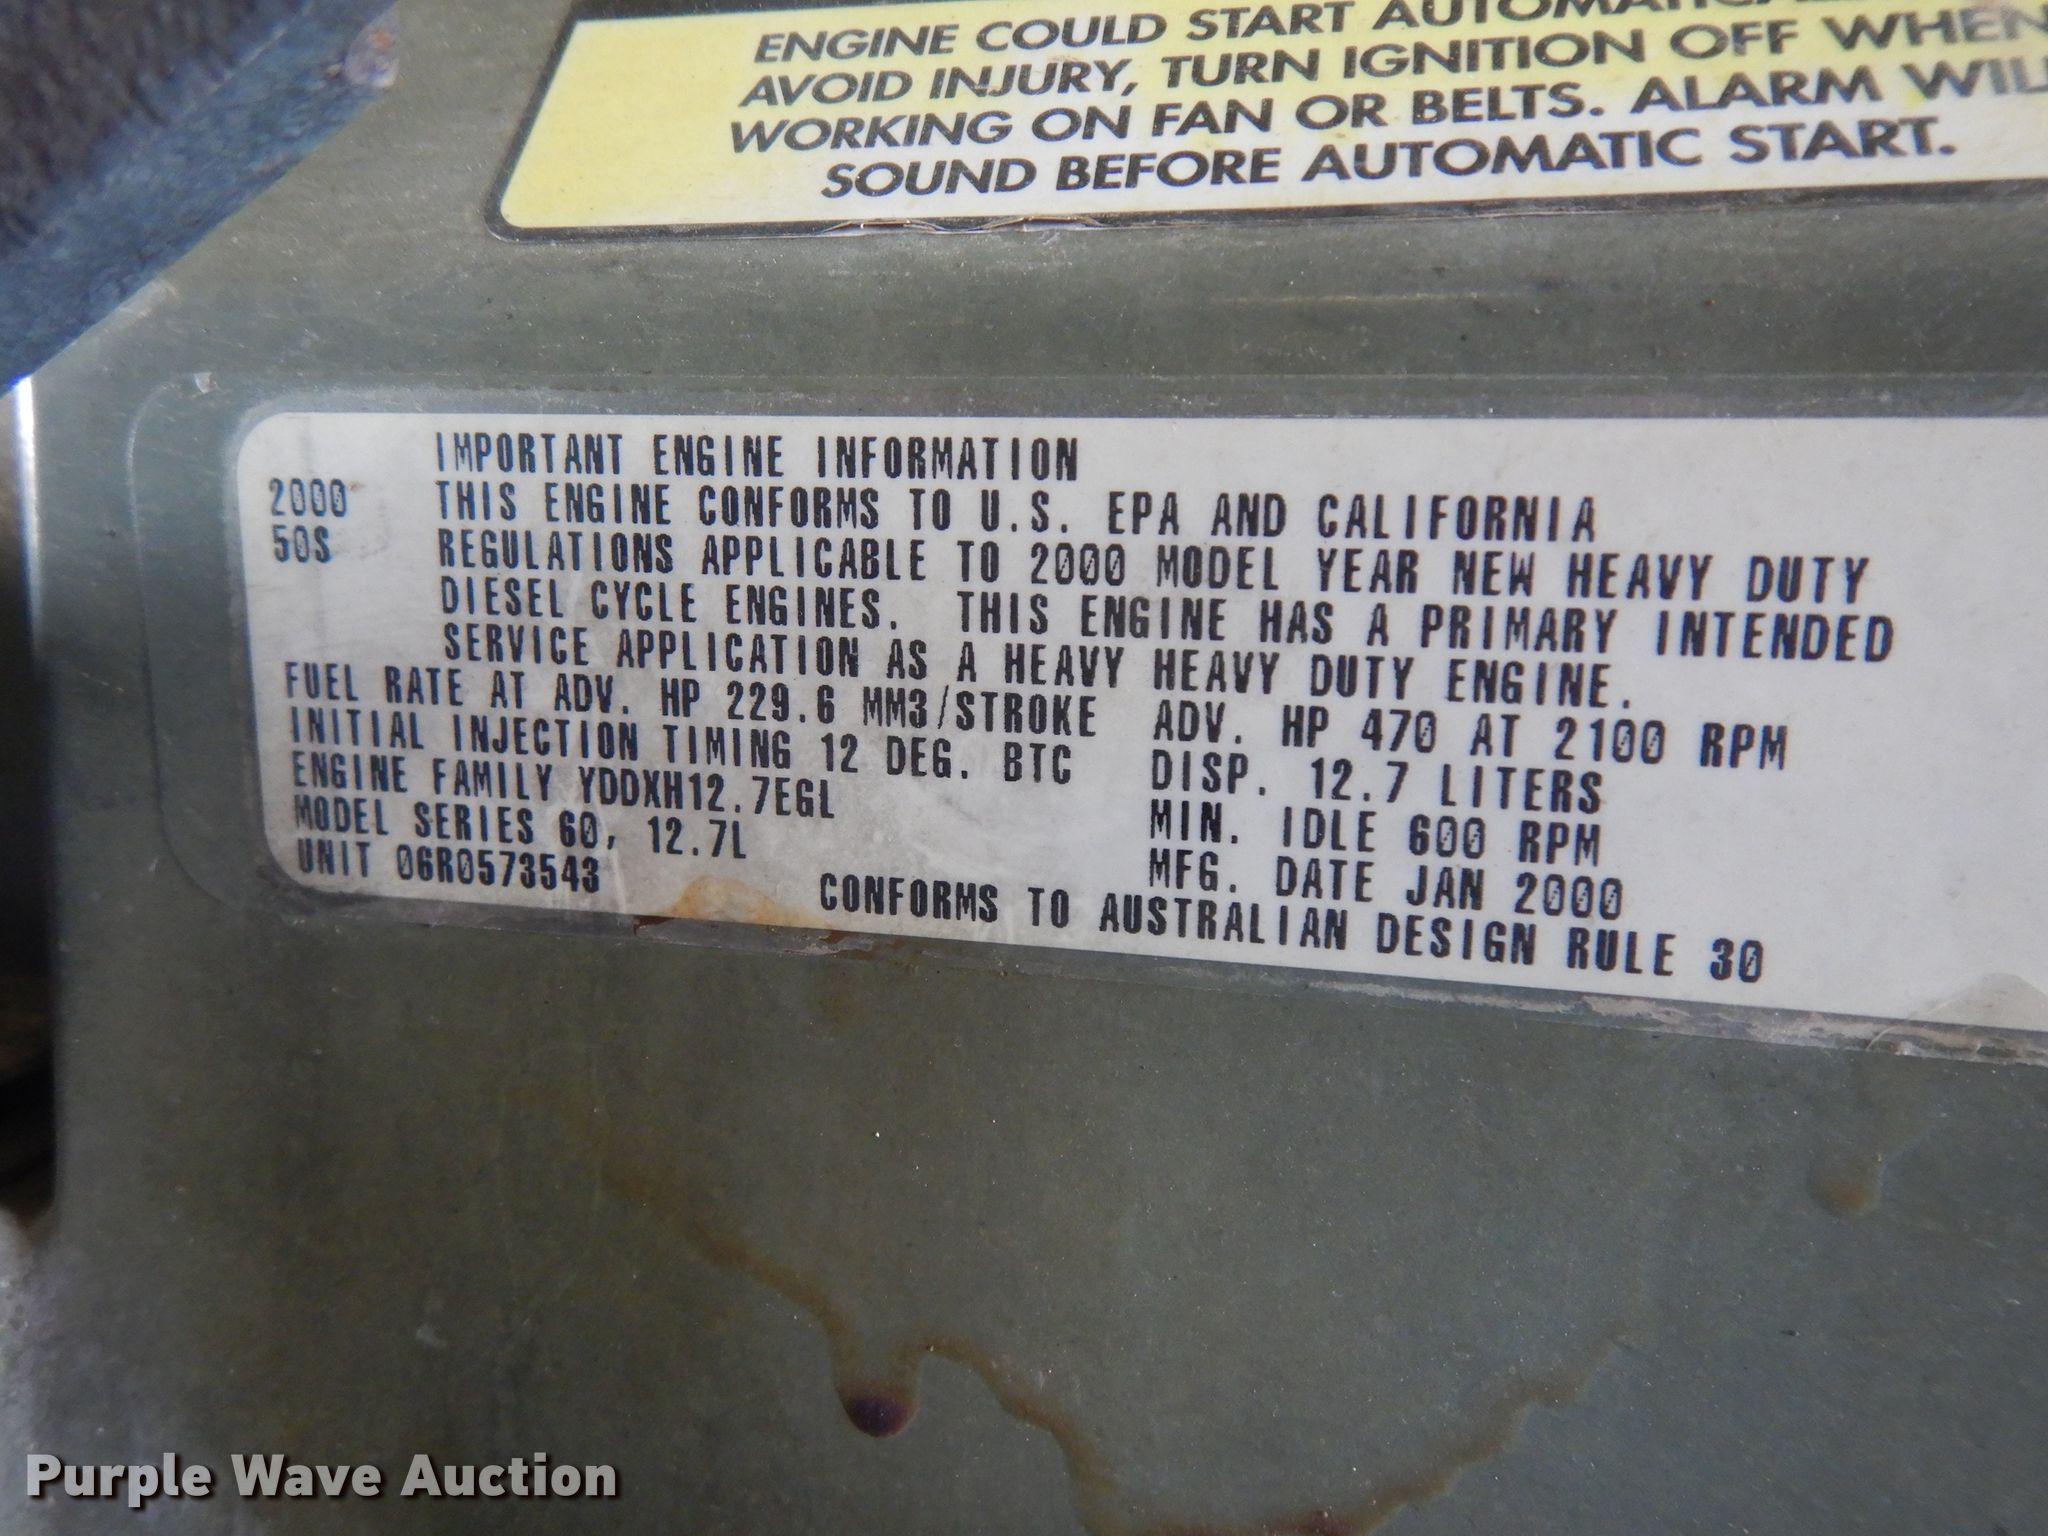 ENGINE COULD START
AVOID INJURY, TURN IGNITION OFF WHEN
WORKING ON FAN OR BELTS. ALARM WILL
SOUND BEFORE AUTOMATIC START.
IMPORTANT ENGINE INFORMATION
2000 THIS ENGINE CONFORMS TO U.S. EPA AND CALIFORNIA
50S REGULATIONS APPLICABLE TO 2000 MODEL YEAR NEW HEAVY DUTY
DIESEL CYCLE ENGINES. THIS ENGINE HAS A PRIMARY INTENDED
SERVICE APPLICATION AS A HEAVY HEAVY DUTY ENGINE.
FUEL RATE AT ADV. HP 229.6 MM3/STROKE ADV. HP 470 AT 2100 RPM
INITIAL INJECTION TIMING 12 DEG. BTC DISP. 12.7 LITERS
ENGINE FAMILY YDDXH12.7EGL MIN. IDLE 600 RPM
MODEL SERIES 60, 12.7L MFG. DATE JAN 2000
UNIT 06R0573543 CONFORMS TO AUSTRALIAN DESIGN RULE 30
Purple Wave Auction